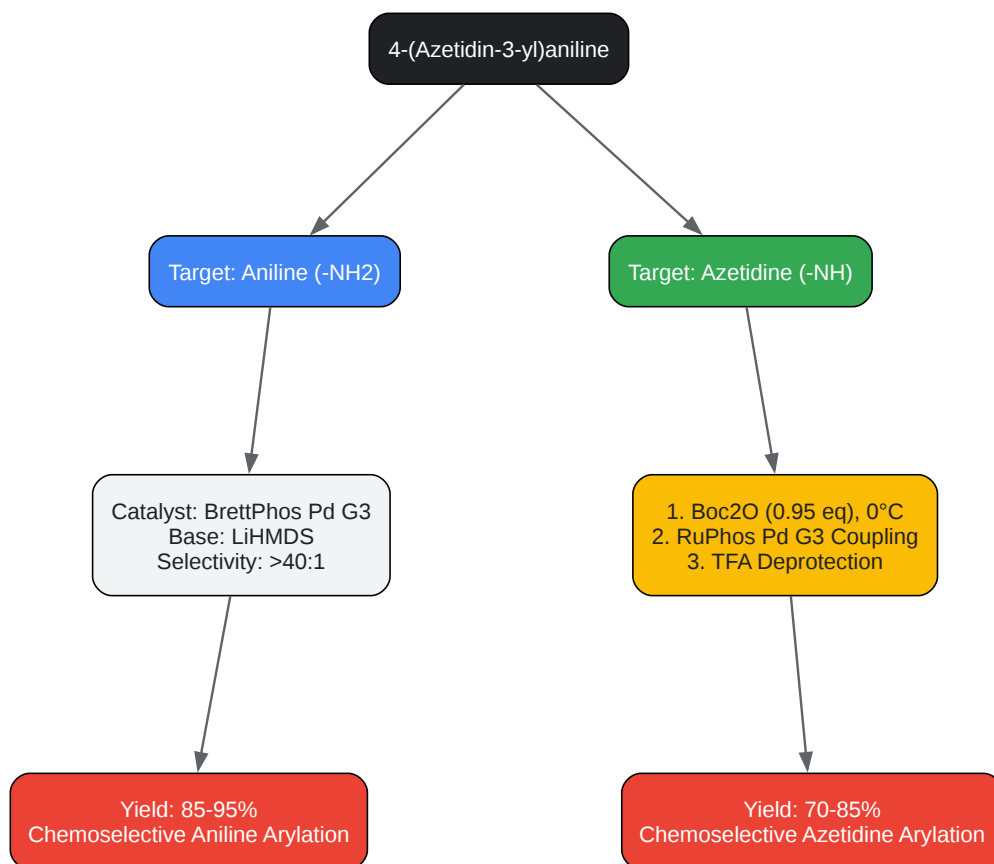 4-(Azetidin-3-yl)aniline
Target: Aniline (-NH2)
Target: Azetidine (-NH)
Catalyst: BrettPhos Pd G3
Base: LiHMDS
Selectivity: >40:1
1. Boc2O (0.95 eq), 0°C
2. RuPhos Pd G3 Coupling
3. TFA Deprotection
Yield: 85-95%
Chemoselective Aniline Arylation
Yield: 70-85%
Chemoselective Azetidine Arylation